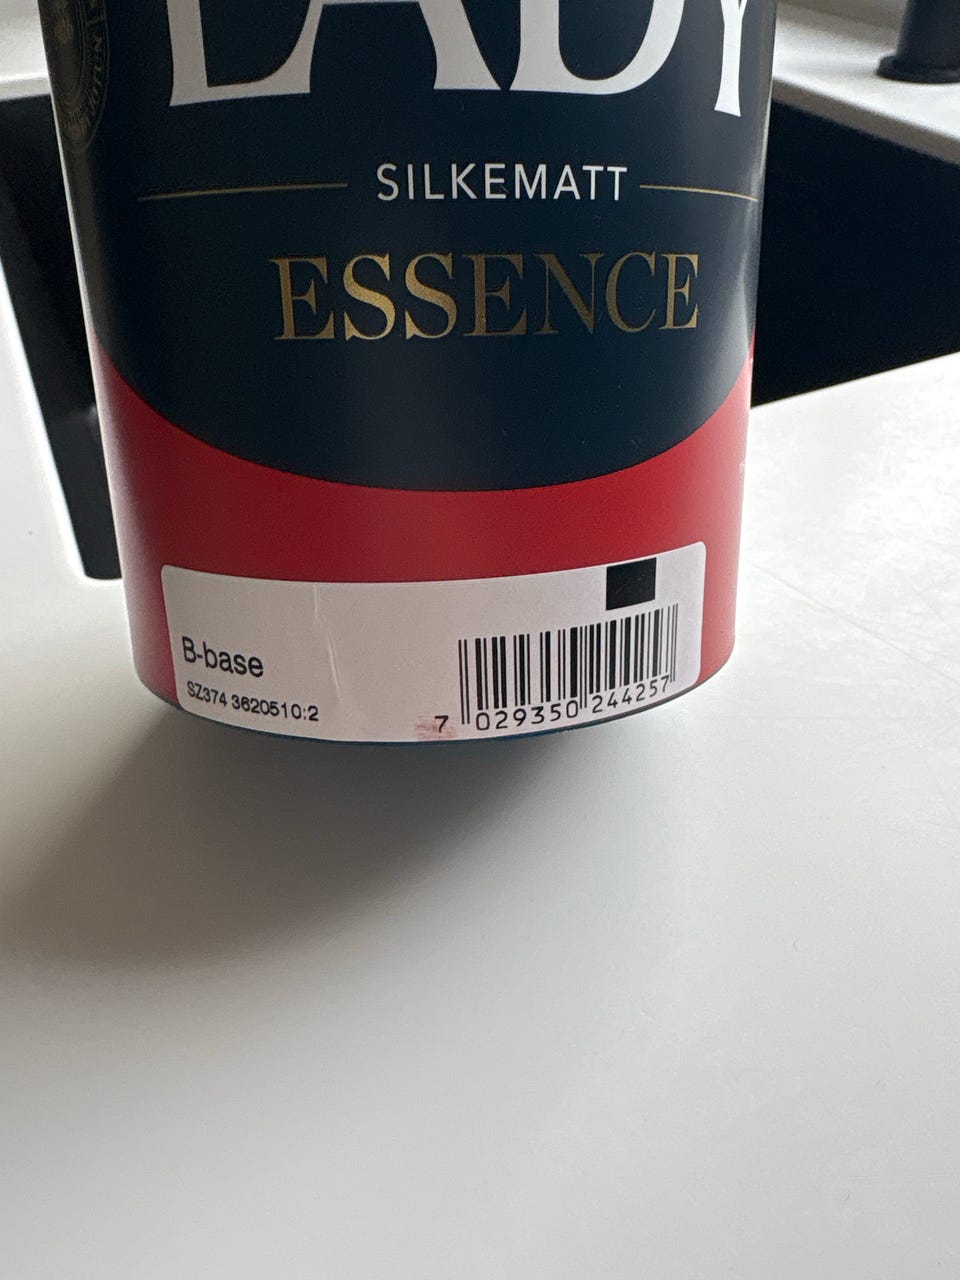 LADY
SILKEMATT
ESSENCE
B-base
SZ374 3620510:2
7 029350 244257